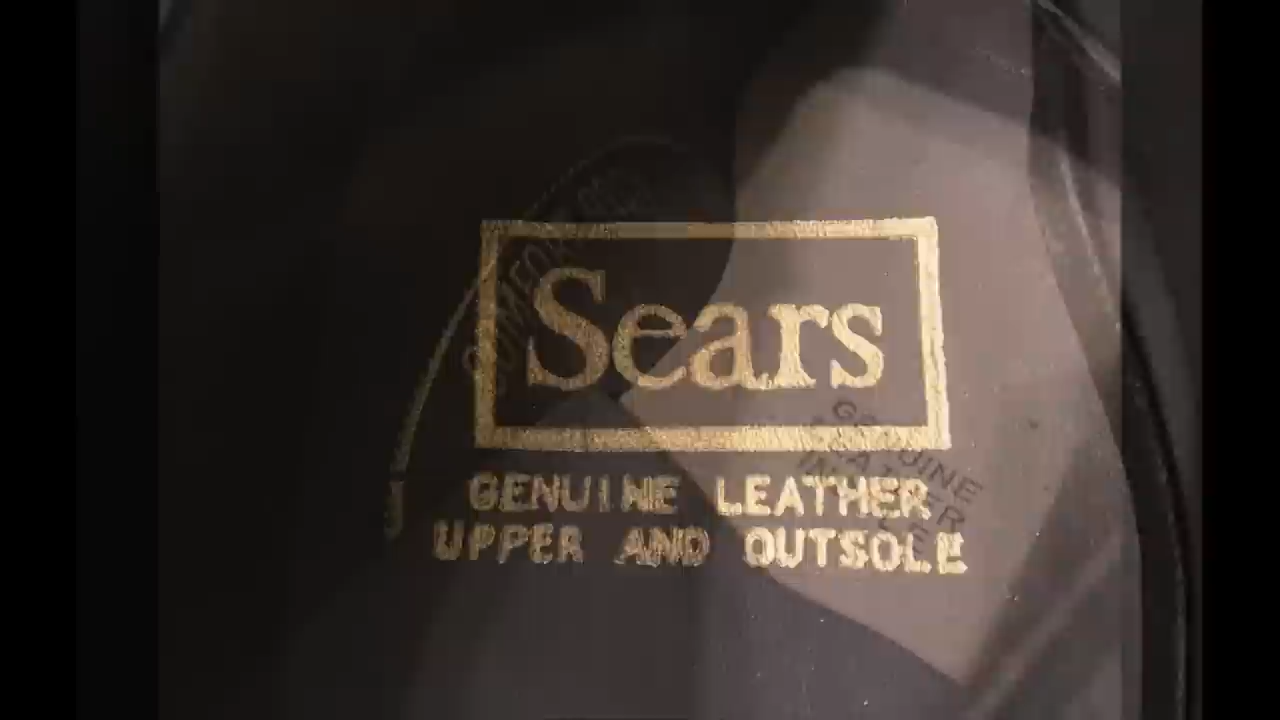 Sears
GENUINE LEATHER
UPPER AND OUTSOLE
GENUINE
LEATHER